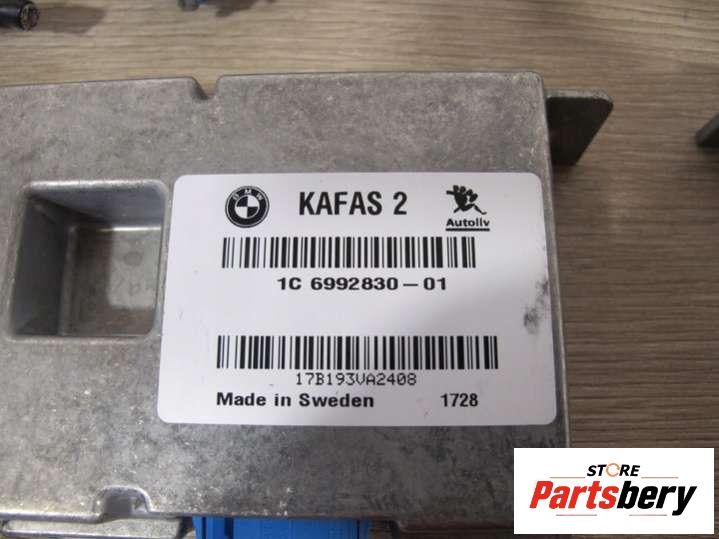 BMW
KAFAS 2
Autoliv
1C 6992830-01
17B193VA2408
Made in Sweden 1728
STORE
Partsbery